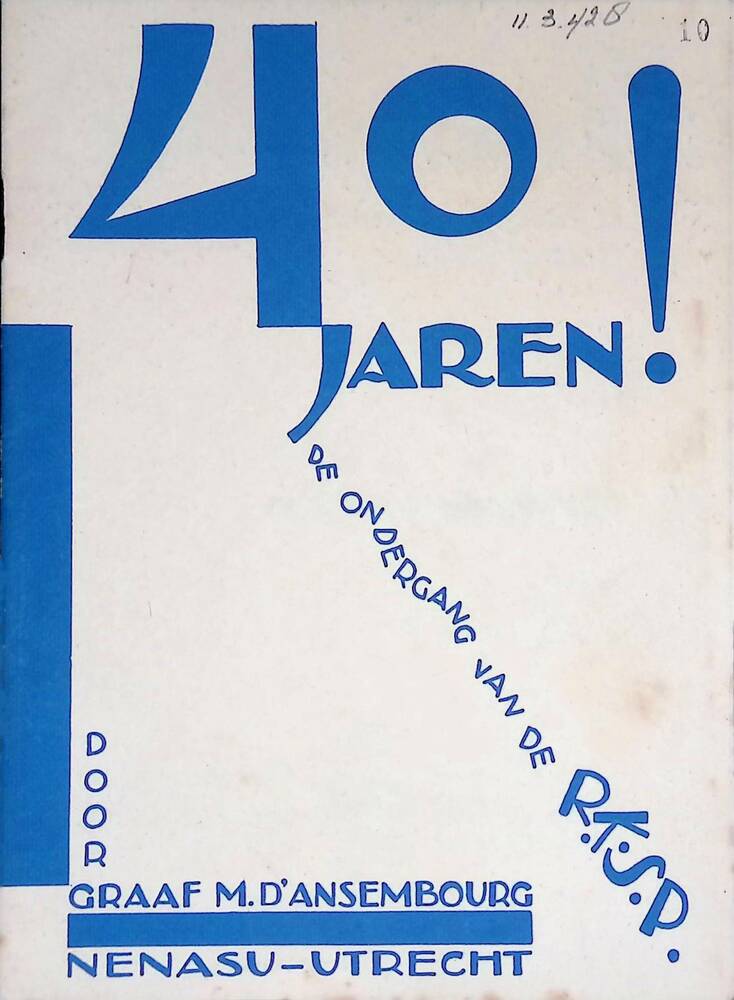 11.3.428
10
40
JAREN!
DE ONDERGANG VAN DE
R.K.S.P.
DOOR
GRAAF M. D'ANSEMBOURG
NENASU-UTRECHT